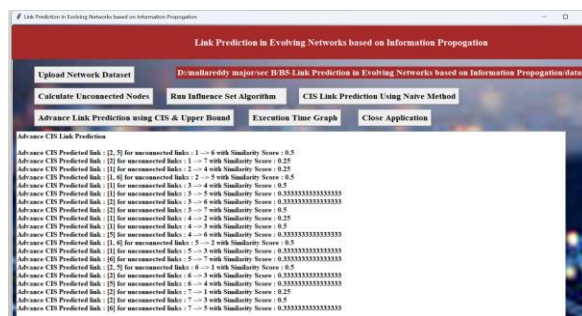 Link Prediction in Evolving Networks based on Information Propogation
Link Prediction in Evolving Networks based on Information Propogation
Upload Network Dataset
D:/mallareddy major/sec B/B5-Link Prediction in Evolving Networks based on Information Propogation/data
Calculate Unconnected Nodes
Run Influence Set Algorithm
CIS Link Prediction Using Naive Method
Advance Link Prediction using CIS & Upper Bound
Execution Time Graph
Close Application
Advance CIS Link Prediction
Advance CIS Predicted link : [2, 5] for unconnected links : 1 --> 6 with Similarity Score : 0.5
Advance CIS Predicted link : [2] for unconnected links : 1 --> 7 with Similarity Score : 0.25
Advance CIS Predicted link : [1] for unconnected links : 2 --> 4 with Similarity Score : 0.25
Advance CIS Predicted link : [1, 6] for unconnected links : 2 --> 5 with Similarity Score : 0.5
Advance CIS Predicted link : [1] for unconnected links : 3 --> 4 with Similarity Score : 0.5
Advance CIS Predicted link : [1] for unconnected links : 3 --> 5 with Similarity Score : 0.3333333333333333
Advance CIS Predicted link : [2] for unconnected links : 3 --> 6 with Similarity Score : 0.3333333333333333
Advance CIS Predicted link : [2] for unconnected links : 3 --> 7 with Similarity Score : 0.5
Advance CIS Predicted link : [1] for unconnected links : 4 --> 2 with Similarity Score : 0.25
Advance CIS Predicted link : [1] for unconnected links : 4 --> 3 with Similarity Score : 0.5
Advance CIS Predicted link : [5] for unconnected links : 4 --> 6 with Similarity Score : 0.3333333333333333
Advance CIS Predicted link : [1, 6] for unconnected links : 5 --> 2 with Similarity Score : 0.5
Advance CIS Predicted link : [1] for unconnected links : 5 --> 3 with Similarity Score : 0.3333333333333333
Advance CIS Predicted link : [6] for unconnected links : 5 --> 7 with Similarity Score : 0.3333333333333333
Advance CIS Predicted link : [2, 5] for unconnected links : 6 --> 1 with Similarity Score : 0.5
Advance CIS Predicted link : [2] for unconnected links : 6 --> 3 with Similarity Score : 0.3333333333333333
Advance CIS Predicted link : [5] for unconnected links : 6 --> 4 with Similarity Score : 0.3333333333333333
Advance CIS Predicted link : [2] for unconnected links : 7 --> 1 with Similarity Score : 0.25
Advance CIS Predicted link : [2] for unconnected links : 7 --> 3 with Similarity Score : 0.5
Advance CIS Predicted link : [6] for unconnected links : 7 --> 5 with Similarity Score : 0.3333333333333333